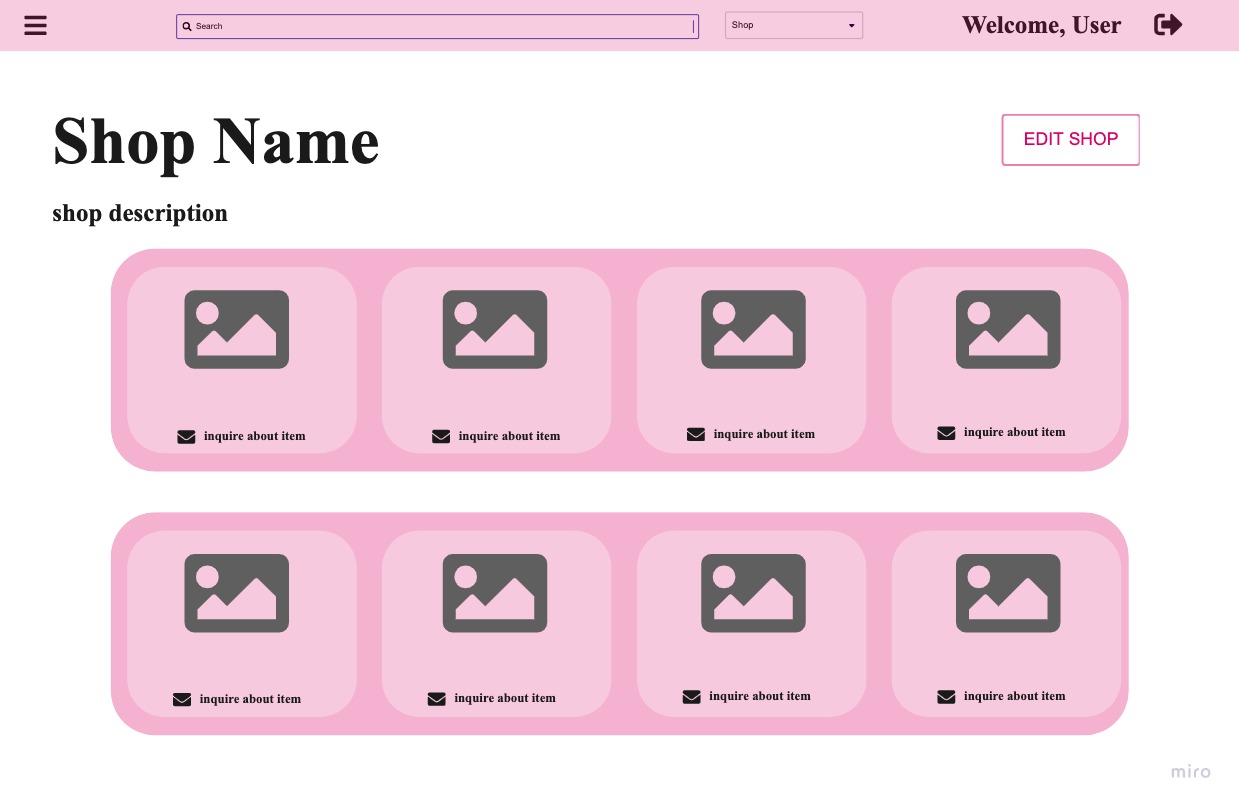 Search
Shop
Welcome, User
Shop Name
EDIT SHOP
shop description
inquire about item
inquire about item
inquire about item
inquire about item
inquire about item
inquire about item
inquire about item
inquire about item
miro